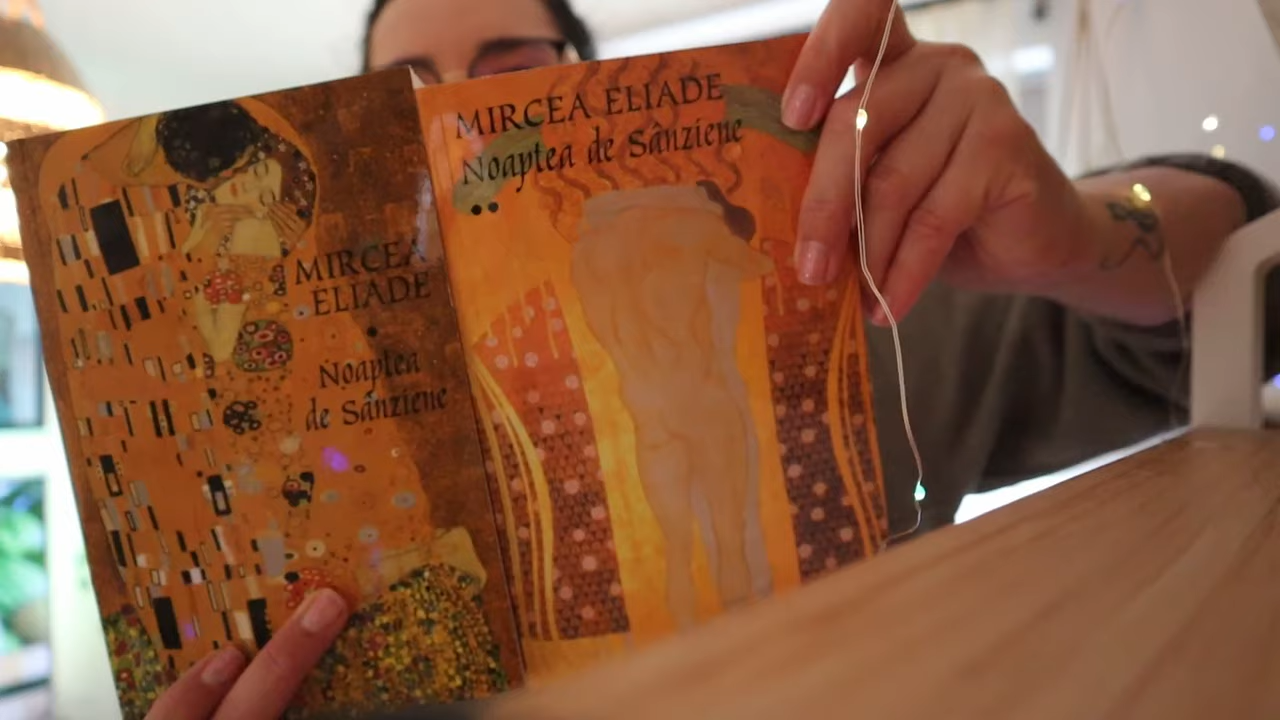 MIRCEA
ELIADE
Noaptea
de Sânziene
MIRCEA ELIADE
Noaptea de Sânziene